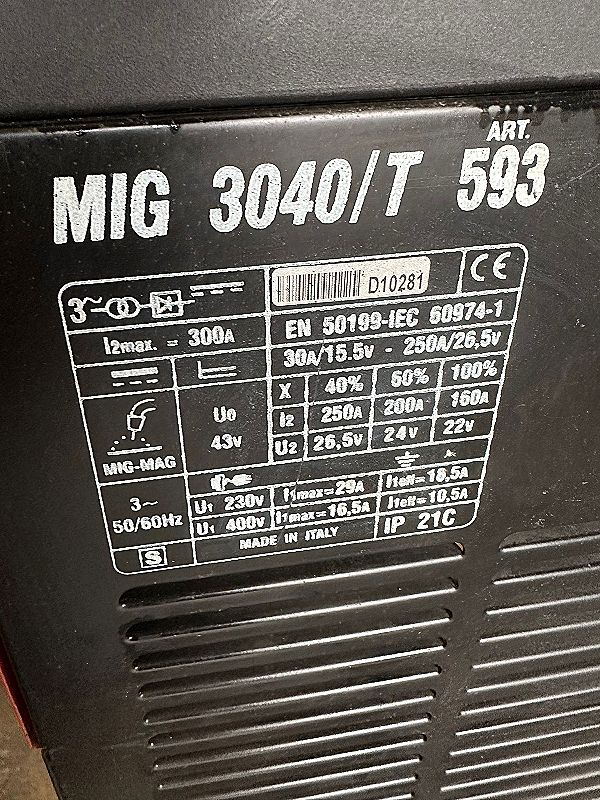 ART.
MIG 3040/T 593
3~
D10281
CE
I2max. = 300A
EN 50199-IEC 60974-1
30A/15.5V - 250A/26,5V
X 40% 60% 100%
U0
43V
I2 250A 200A 160A
U2 26,5V 24V 22V
MIG-MAG
3~
50/60Hz
U1 230V I1max=29A I1eff=18,5A
U1 400V I1max=16,5A I1eff=10,5A
S
MADE IN ITALY
IP 21C